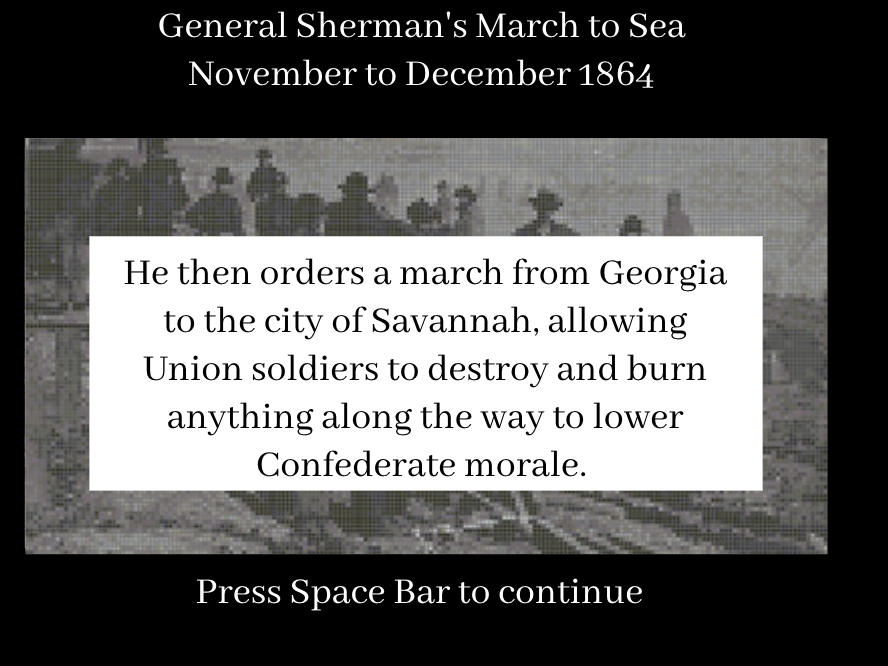 General Sherman's March to Sea
November to December 1864
He then orders a march from Georgia
to the city of Savannah, allowing
Union soldiers to destroy and burn
anything along the way to lower
Confederate morale.
Press Space Bar to continue